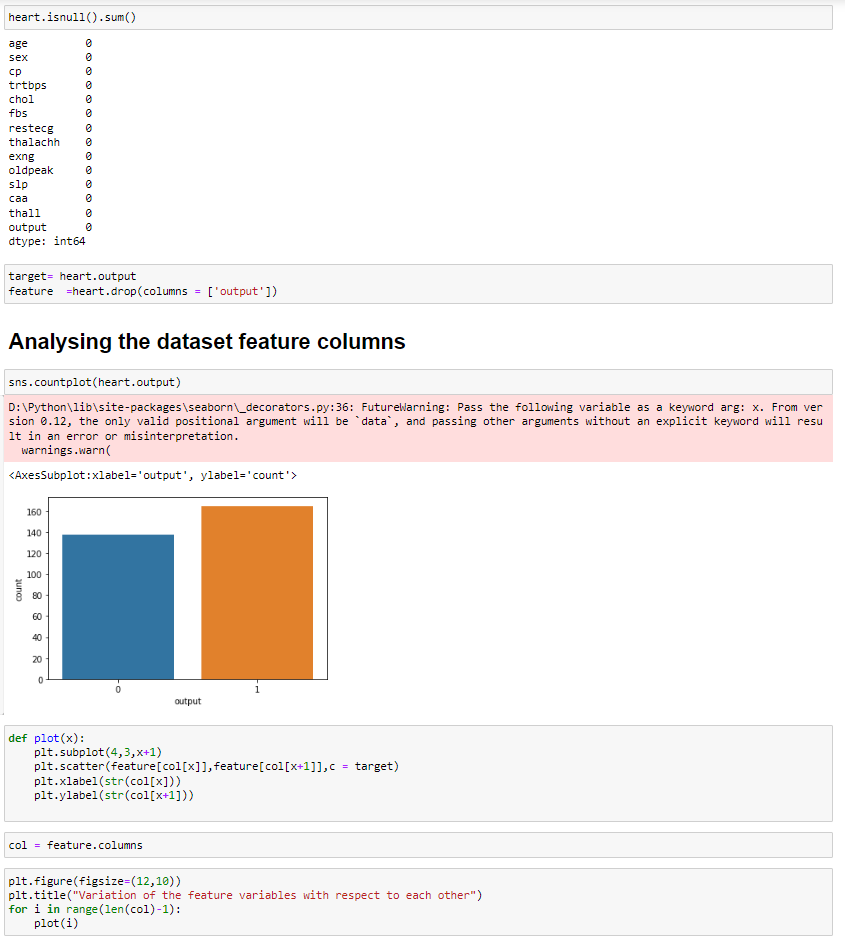 heart.isnull().sum()
age 0
sex 0
cp 0
trtbps 0
chol 0
fbs 0
restecg 0
thalachh 0
exng 0
oldpeak 0
slp 0
caa 0
thall 0
output 0
dtype: int64
target= heart.output
feature  =heart.drop(columns = ['output'])
Analysing the dataset feature columns
sns.countplot(heart.output)
D:\Python\lib\site-packages\seaborn\_decorators.py:36: FutureWarning: Pass the following variable as a keyword arg: x. From ver
sion 0.12, the only valid positional argument will be `data`, and passing other arguments without an explicit keyword will resu
lt in an error or misinterpretation.
  warnings.warn(
<AxesSubplot:xlabel='output', ylabel='count'>
160
140
120
100
80
60
40
20
0
count
0 1
output
def plot(x):
    plt.subplot(4,3,x+1)
    plt.scatter(feature[col[x]],feature[col[x+1]],c = target)
    plt.xlabel(str(col[x]))
    plt.ylabel(str(col[x+1]))
col = feature.columns
plt.figure(figsize=(12,10))
plt.title("Variation of the feature variables with respect to each other")
for i in range(len(col)-1):
    plot(i)